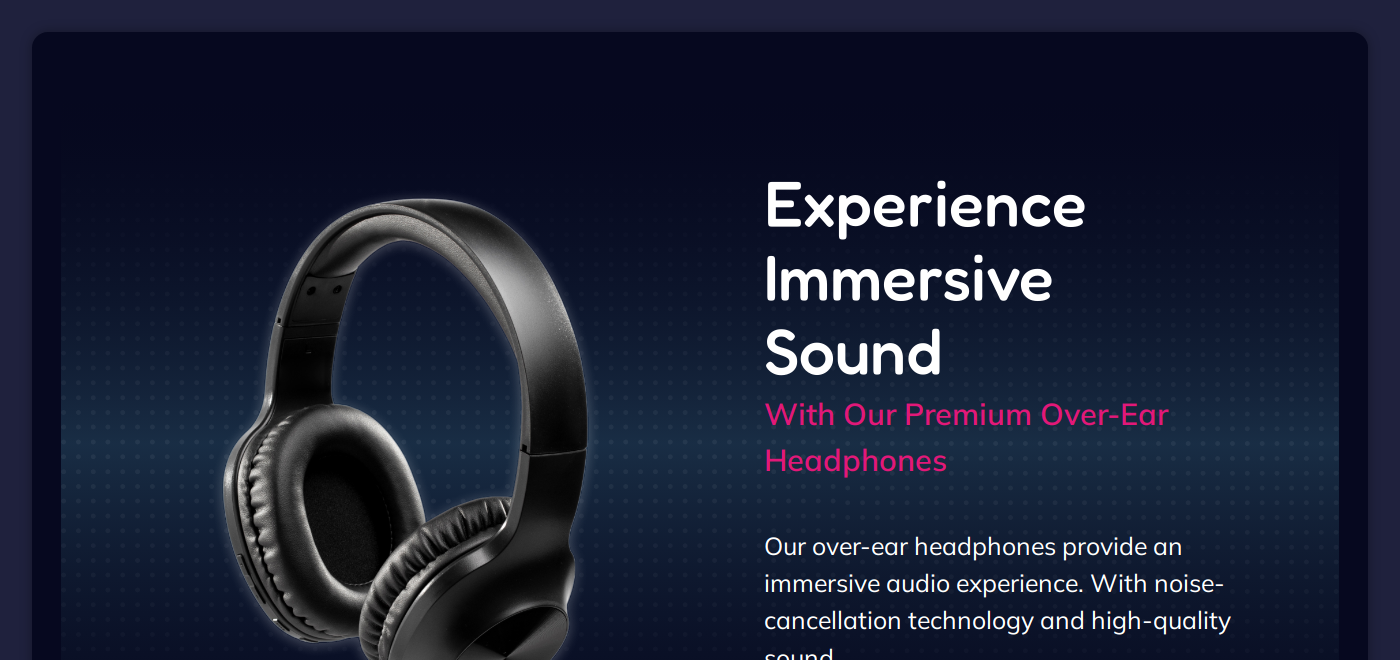 Experience
Immersive
Sound
With Our Premium Over-Ear
Headphones
Our over-ear headphones provide an
immersive audio experience. With noise-
cancellation technology and high-quality
sound